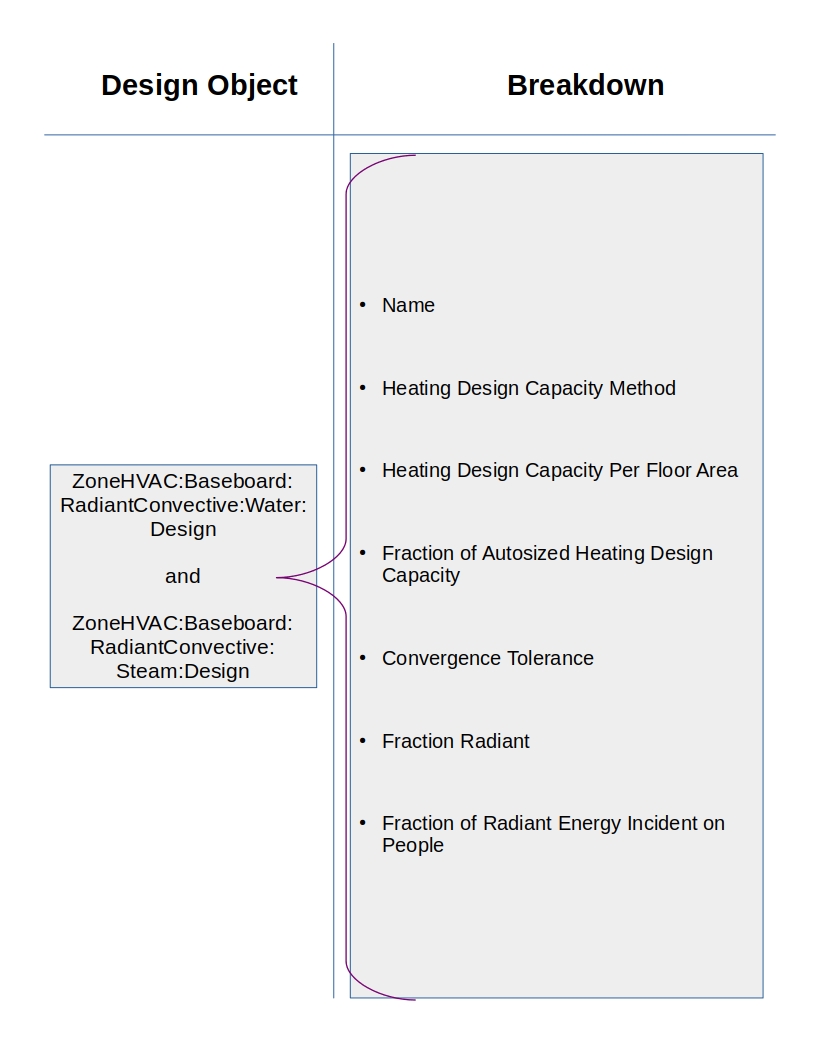 Design Object
Breakdown
ZoneHVAC:Baseboard:
RadiantConvective:Water:
Design
and
ZoneHVAC:Baseboard:
RadiantConvective:
Steam:Design
• Name
• Heating Design Capacity Method
• Heating Design Capacity Per Floor Area
• Fraction of Autosized Heating Design
Capacity
• Convergence Tolerance
• Fraction Radiant
• Fraction of Radiant Energy Incident on
People